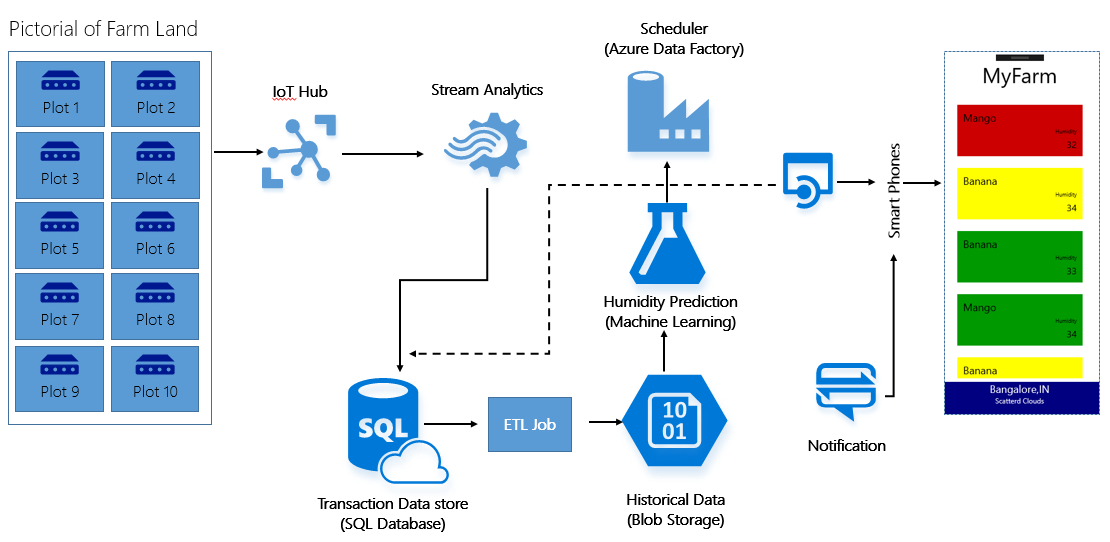 Pictorial of Farm Land
Plot 1
Plot 2
Plot 3
Plot 4
Plot 5
Plot 6
Plot 7
Plot 8
Plot 9
Plot 10
IoT Hub
Stream Analytics
Scheduler
(Azure Data Factory)
Humidity Prediction
(Machine Learning)
SQL
Transaction Data store
(SQL Database)
ETL Job
10
01
Historical Data
(Blob Storage)
Smart Phones
Notification
MyFarm
Mango
Humidity
32
Banana
Humidity
34
Banana
Humidity
33
Mango
Humidity
34
Banana
Bangalore,IN
Scatterd Clouds